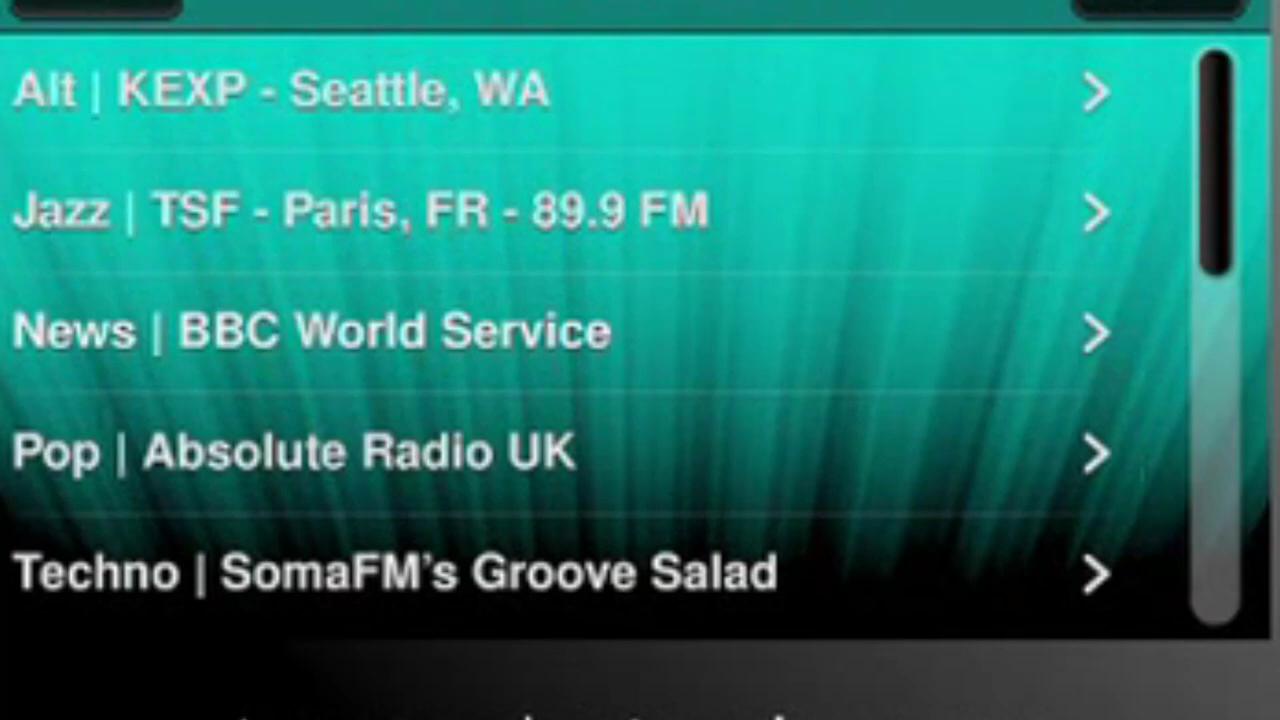 Alt | KEXP - Seattle, WA
Jazz | TSF - Paris, FR - 89.9 FM
News | BBC World Service
Pop | Absolute Radio UK
Techno | SomaFM's Groove Salad